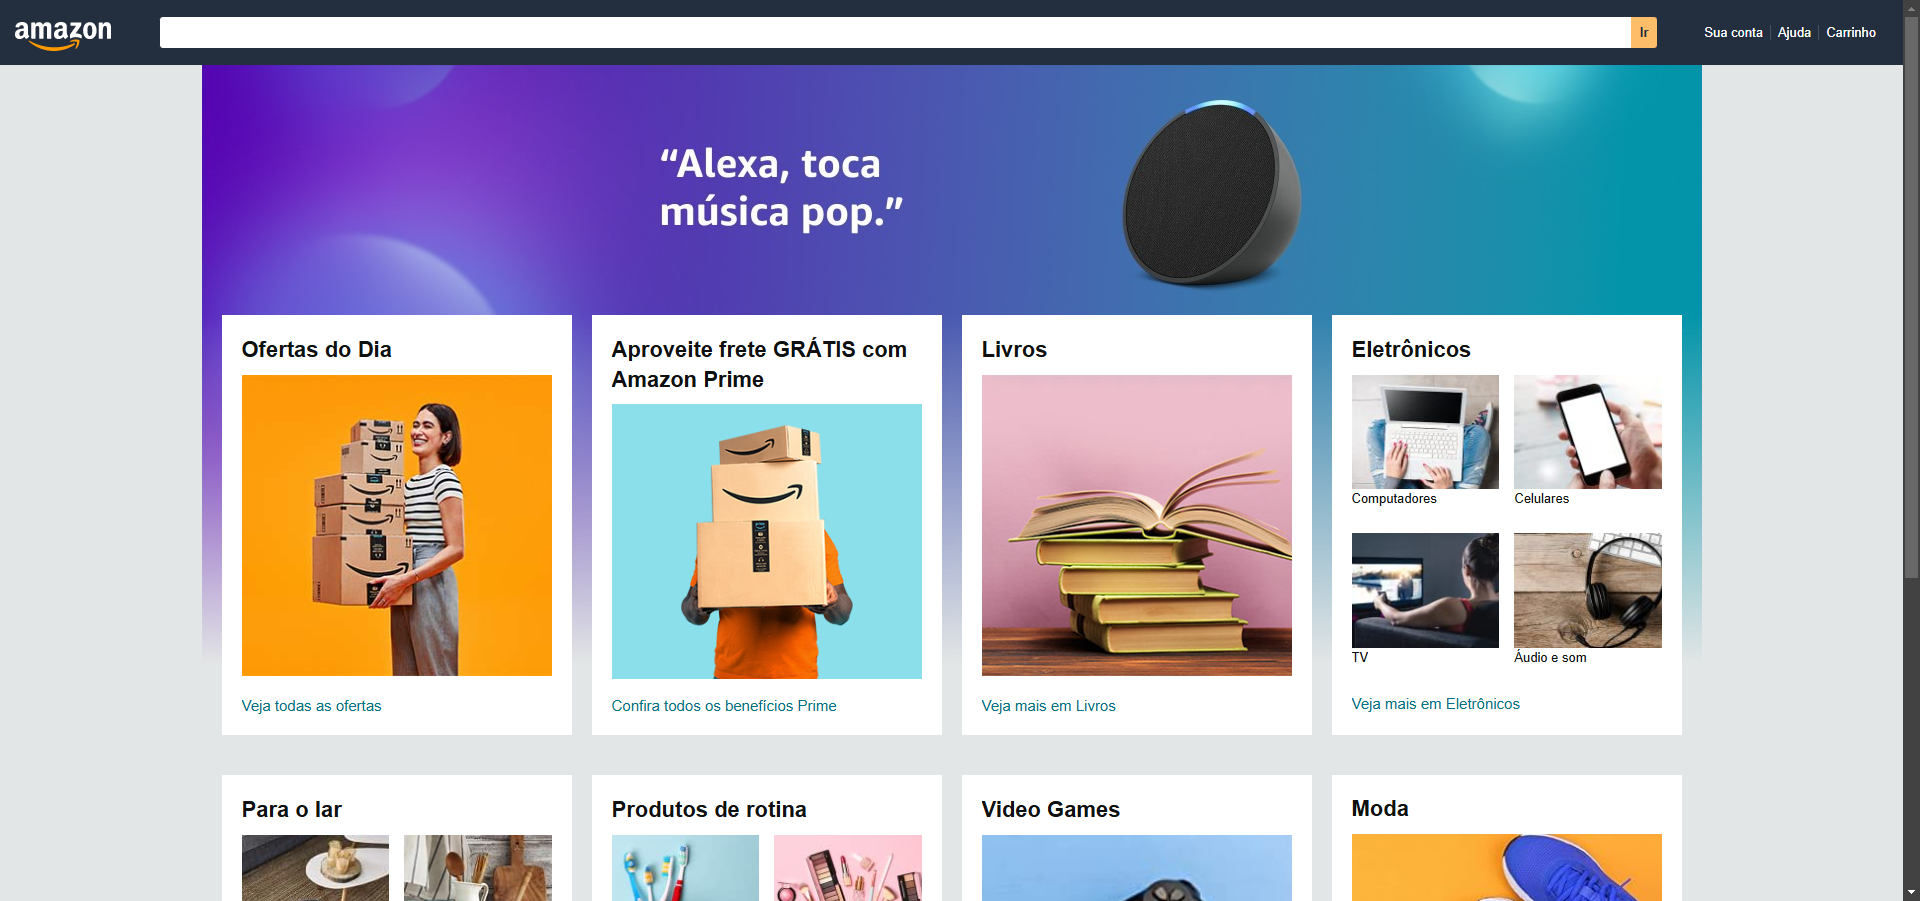 amazon
Ir
Sua conta
Ajuda
Carrinho
“Alexa, toca
música pop.”
Ofertas do Dia
Veja todas as ofertas
Aproveite frete GRÁTIS com
Amazon Prime
prime
Confira todos os benefícios Prime
Livros
Veja mais em Livros
Eletrônicos
Computadores
Celulares
TV
Áudio e som
Veja mais em Eletrônicos
Para o lar
Produtos de rotina
Video Games
Moda